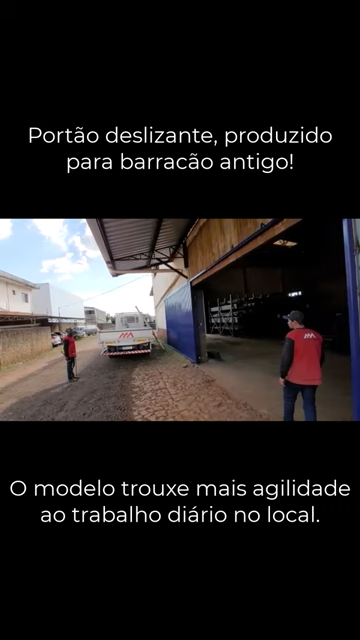 Portão deslizante, produzido
para barracão antigo!
O modelo trouxe mais agilidade
ao trabalho diário no local.